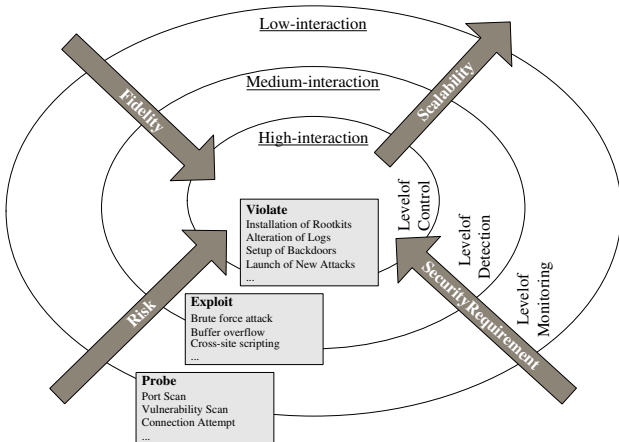 Low-interaction
Medium-interaction
High-interaction
Fidelity
Scalability
Risk
SecurityRequirement
Levelof
Control
Levelof
Detection
Levelof
Monitoring
Violate
Installation of Rootkits
Alteration of Logs
Setup of Backdoors
Launch of New Attacks
...
Exploit
Brute force attack
Buffer overflow
Cross-site scripting
...
Probe
Port Scan
Vulnerability Scan
Connection Attempt
...